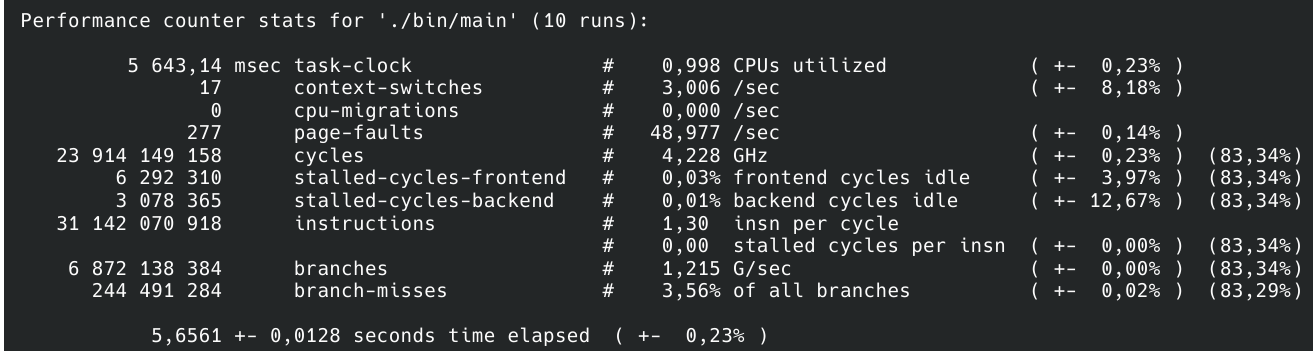 Performance counter stats for './bin/main' (10 runs):
5 643,14 msec task-clock # 0,998 CPUs utilized ( +- 0,23% )
17 context-switches # 3,006 /sec ( +- 8,18% )
0 cpu-migrations # 0,000 /sec
277 page-faults # 48,977 /sec ( +- 0,14% )
23 914 149 158 cycles # 4,228 GHz ( +- 0,23% ) (83,34%)
6 292 310 stalled-cycles-frontend # 0,03% frontend cycles idle ( +- 3,97% ) (83,34%)
3 078 365 stalled-cycles-backend # 0,01% backend cycles idle ( +- 12,67% ) (83,34%)
31 142 070 918 instructions # 1,30 insn per cycle
# 0,00 stalled cycles per insn ( +- 0,00% ) (83,34%)
6 872 138 384 branches # 1,215 G/sec ( +- 0,00% ) (83,34%)
244 491 284 branch-misses # 3,56% of all branches ( +- 0,02% ) (83,29%)
5,6561 +- 0,0128 seconds time elapsed ( +- 0,23% )